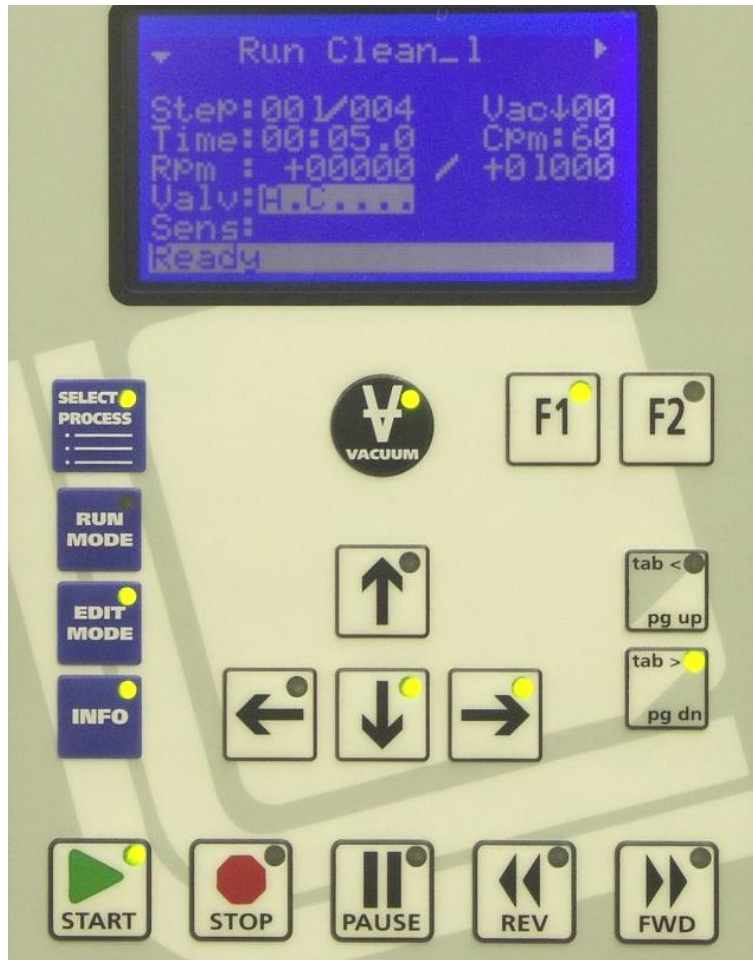 Run Clean_1
Step:001/004 Vac↓00
Time:00:05.0 Cpm:60
Rpm : +00000 / +01000
Valv:A.C....
Sens:
Ready
SELECT
PROCESS
VACUUM
F1
F2
RUN
MODE
tab <
pg up
EDIT
MODE
tab >
pg dn
INFO
START
STOP
PAUSE
REV
FWD